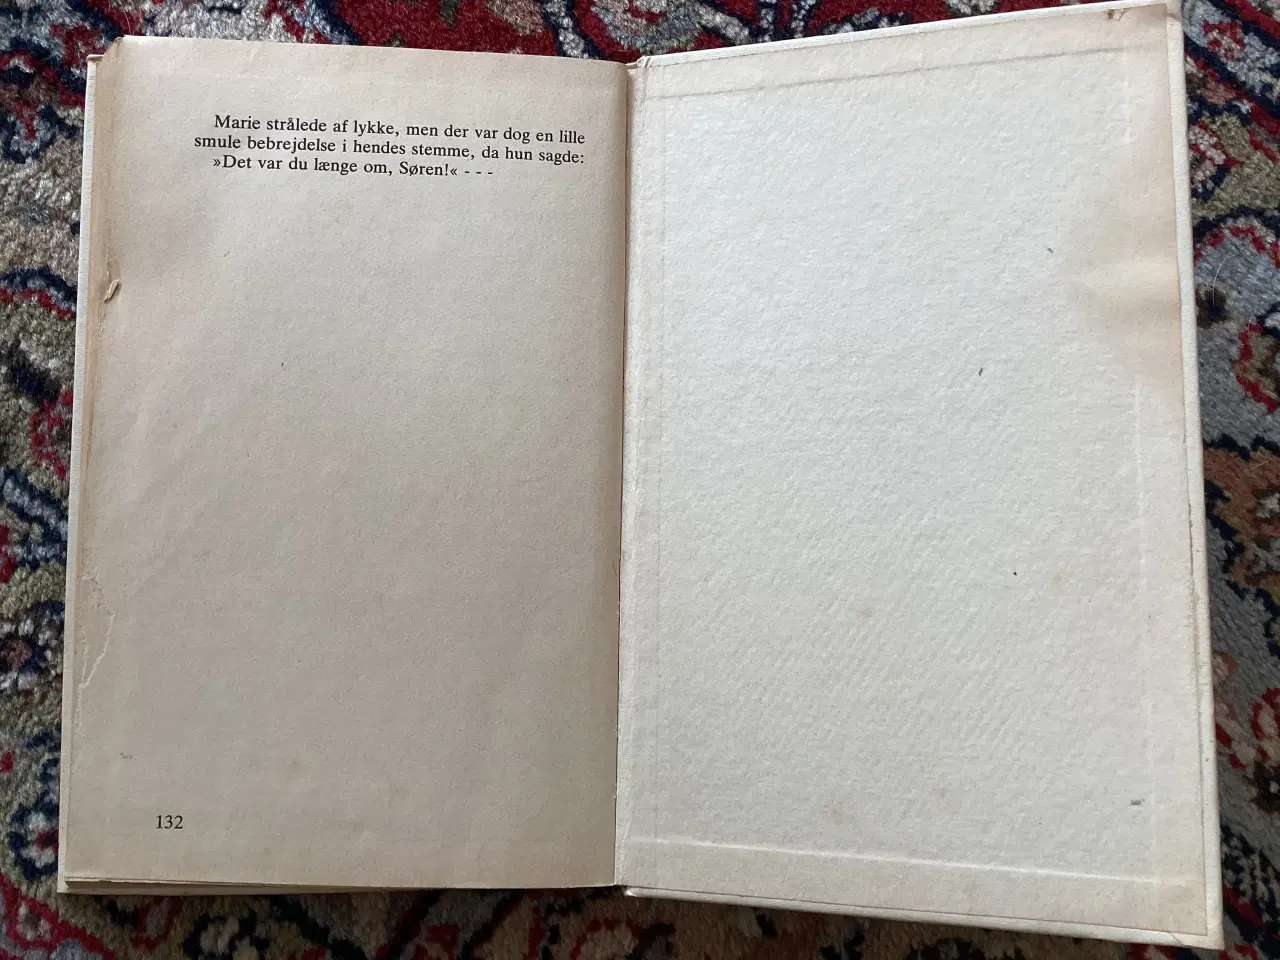 Marie strålede af lykke, men der var dog en lille
smule bebrejdelse i hendes stemme, da hun sagde:
»Det var du længe om, Søren!« - - -
132